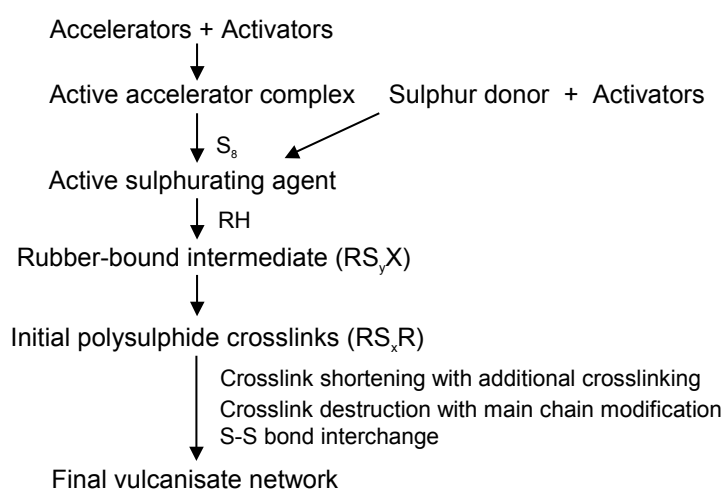 Accelerators + Activators
Active accelerator complex Sulphur donor + Activators
S₈
Active sulphurating agent
RH
Rubber-bound intermediate (RSᵧX)
Initial polysulphide crosslinks (RSₓR)
Crosslink shortening with additional crosslinking
Crosslink destruction with main chain modification
S-S bond interchange
Final vulcanisate network